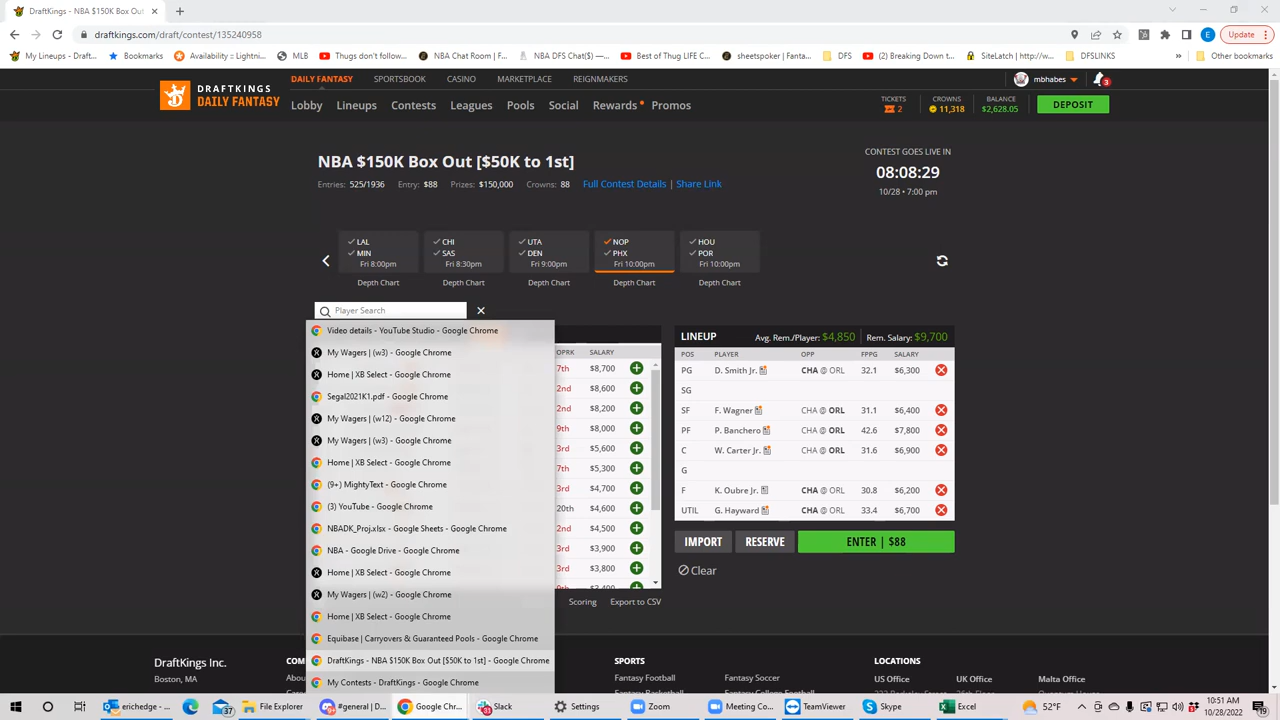 DraftKings - NBA $150K Box Out [$
draftkings.com/draft/contest/135240958
Update
My Lineups - Draft...
Bookmarks
Availability :: Lightni...
MLB
Thugs don't follow...
NBA Chat Room | F...
NBA DFS Chat($) —...
Best of Thug LIFE C...
sheetspoker | Fanta...
DFS
(2) Breaking Down t...
SiteLatch | http://w...
DFSLINKS
Other bookmarks
DAILY FANTASY
SPORTSBOOK
CASINO
MARKETPLACE
REIGNMAKERS
mbhabes
3
DRAFTKINGS
DAILY FANTASY
Lobby
Lineups
Contests
Leagues
Pools
Social
Rewards
Promos
TICKETS
2
CROWNS
11,318
BALANCE
$2,628.05
DEPOSIT
NBA $150K Box Out [$50K to 1st]
CONTEST GOES LIVE IN
08:08:29
10/28 • 7:00 pm
Entries: 525/1936 Entry: $88 Prizes: $150,000 Crowns: 88 Full Contest Details | Share Link
LAL
MIN
Fri 8:00pm
Depth Chart
CHI
SAS
Fri 8:30pm
Depth Chart
UTA
DEN
Fri 9:00pm
Depth Chart
NOP
PHX
Fri 10:00pm
Depth Chart
HOU
POR
Fri 10:00pm
Depth Chart
Player Search
Video details - YouTube Studio - Google Chrome
My Wagers | (w3) - Google Chrome
Home | XB Select - Google Chrome
Segal2021K1.pdf - Google Chrome
My Wagers | (w12) - Google Chrome
My Wagers | (w3) - Google Chrome
Home | XB Select - Google Chrome
(9+) MightyText - Google Chrome
(3) YouTube - Google Chrome
NBADK_Proj.xlsx - Google Sheets - Google Chrome
NBA - Google Drive - Google Chrome
Home | XB Select - Google Chrome
My Wagers | (w2) - Google Chrome
Home | XB Select - Google Chrome
Equibase | Carryovers & Guaranteed Pools - Google Chrome
DraftKings - NBA $150K Box Out [$50K to 1st] - Google Chrome
My Contests - DraftKings - Google Chrome
OPRK SALARY
7th $8,700
2nd $8,600
2nd $8,200
9th $8,000
3rd $5,600
7th $5,300
3rd $4,700
20th $4,600
2nd $4,500
3rd $3,900
3rd $3,800
9th $3,400
Scoring
Export to CSV
LINEUP Avg. Rem./Player: $4,850 Rem. Salary: $9,700
POS PLAYER OPP FPPG SALARY
PG D. Smith Jr. CHA @ ORL 32.1 $6,300
SG
SF F. Wagner CHA @ ORL 31.1 $6,400
PF P. Banchero CHA @ ORL 42.6 $7,800
C W. Carter Jr. CHA @ ORL 31.6 $6,900
G
F K. Oubre Jr. CHA @ ORL 30.8 $6,200
UTIL G. Hayward CHA @ ORL 33.4 $6,700
IMPORT
RESERVE
ENTER | $88
Clear
DraftKings Inc.
Boston, MA
COM
SPORTS
Fantasy Football
Fantasy Soccer
LOCATIONS
US Office
UK Office
Malta Office
erichedge ...
37
File Explorer
#general | D...
Google Chr...
Slack
Settings
Zoom
Meeting Co...
TeamViewer
Skype
Excel
52°F
10:51 AM
10/28/2022
19